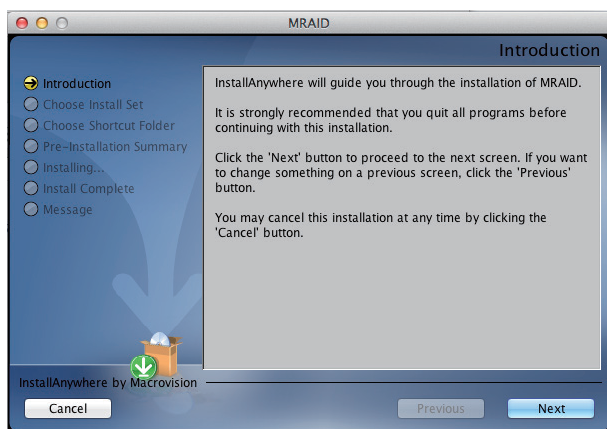 MRAID
Introduction
Introduction
Choose Install Set
Choose Shortcut Folder
Pre-Installation Summary
Installing...
Install Complete
Message
InstallAnywhere will guide you through the installation of MRAID.
It is strongly recommended that you quit all programs before
continuing with this installation.
Click the 'Next' button to proceed to the next screen. If you want
to change something on a previous screen, click the 'Previous'
button.
You may cancel this installation at any time by clicking the
'Cancel' button.
InstallAnywhere by Macrovision
Cancel
Previous
Next